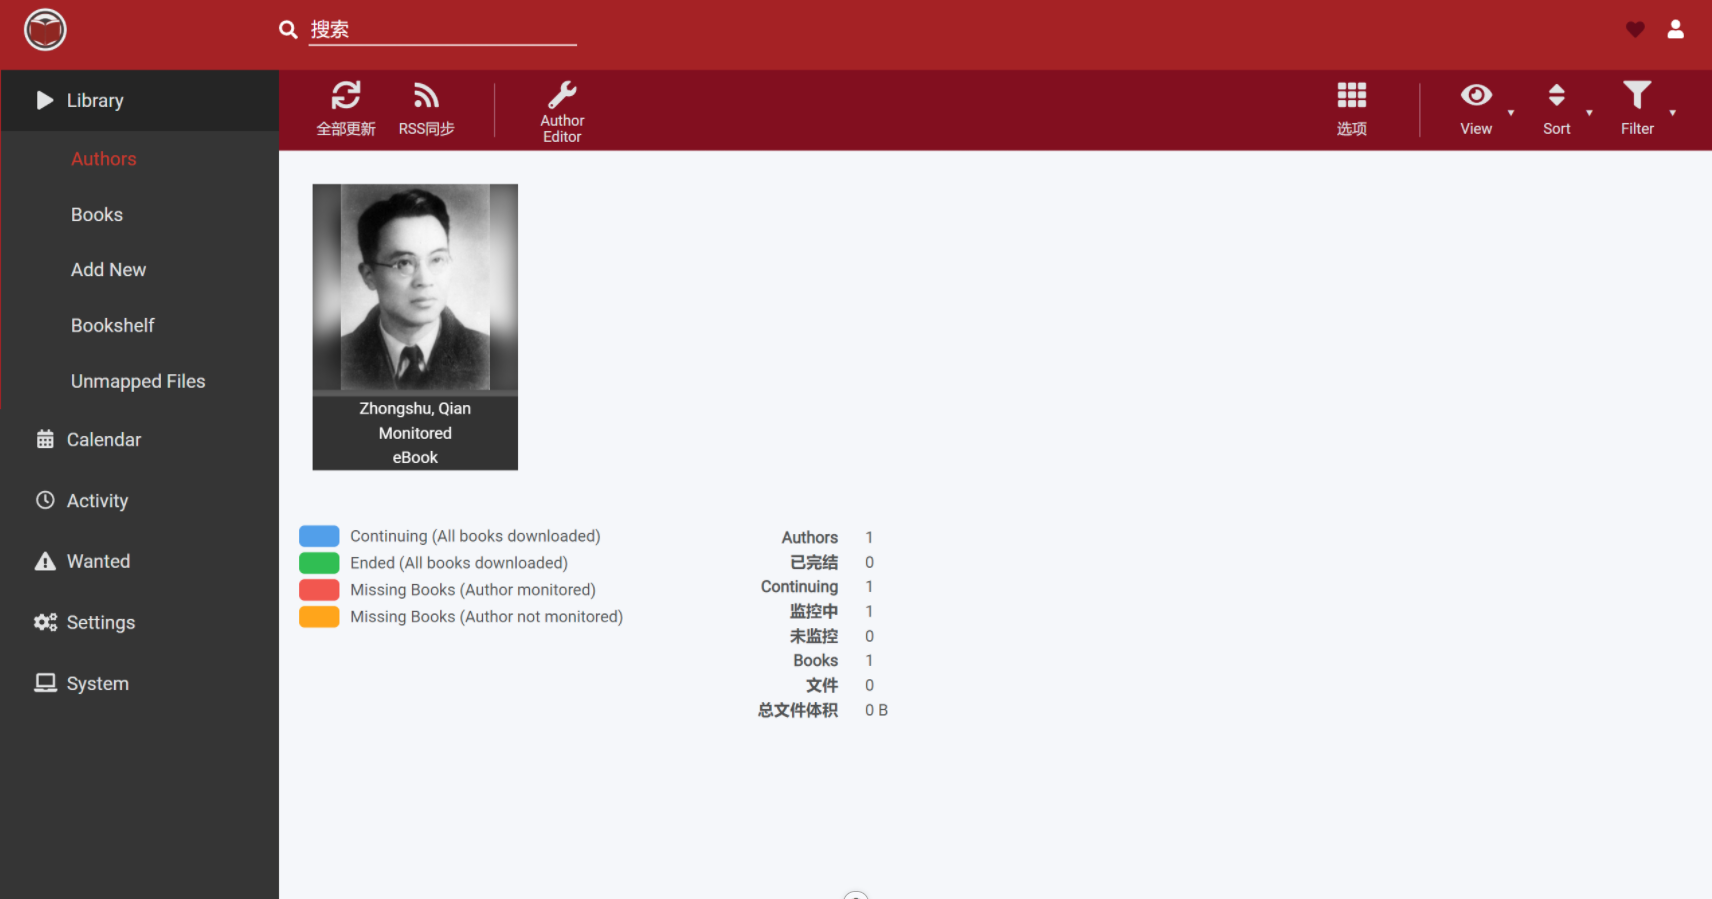 搜索
Library
Authors
Books
Add New
Bookshelf
Unmapped Files
Calendar
Activity
Wanted
Settings
System
全部更新
RSS同步
Author
Editor
选项
View
Sort
Filter
Zhongshu, Qian
Monitored
eBook
Continuing (All books downloaded)
Ended (All books downloaded)
Missing Books (Author monitored)
Missing Books (Author not monitored)
Authors 1
已完结 0
Continuing 1
监控中 1
未监控 0
Books 1
文件 0
总文件体积 0 B